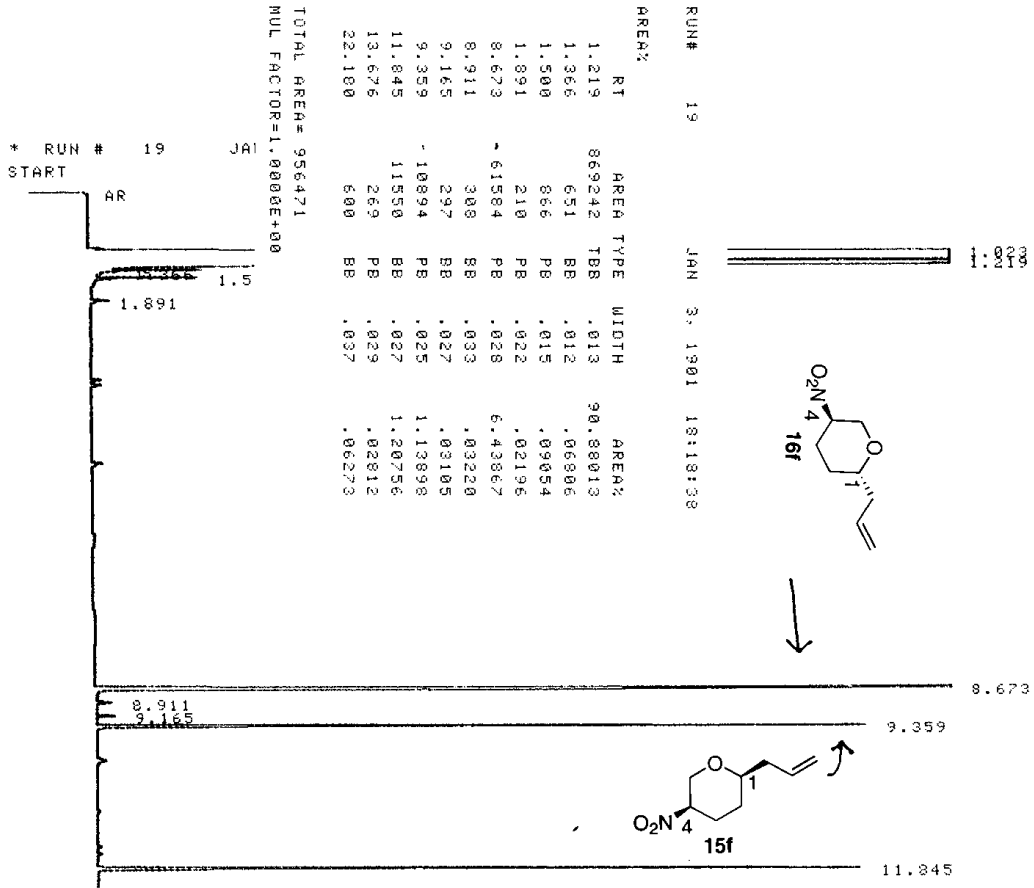 RUN# 19 JAN 3, 1901 18:18:38
AREA%
RT AREA TYPE WIDTH AREA%
1.219 869242 TBB .013 90.88013
1.366 651 BB .012 .06806
1.500 866 PB .015 .09054
1.891 210 PB .022 .02196
8.673 * 61584 PB .028 6.43867
8.911 308 BB .033 .03220
9.165 297 BB .027 .03105
9.359 - 10894 PB .025 1.13898
11.845 11550 BB .027 1.20756
13.676 269 PB .029 .02812
22.180 600 BB .037 .06273
TOTAL AREA= 956471
MUL FACTOR=1.0000E+00
* RUN # 19 JAN
START
AR
1.023
1.219
1.5
1.891
O₂N 4 O 1
16f
8.673
8.911
9.165
9.359
O 1
O₂N 4
15f
11.845